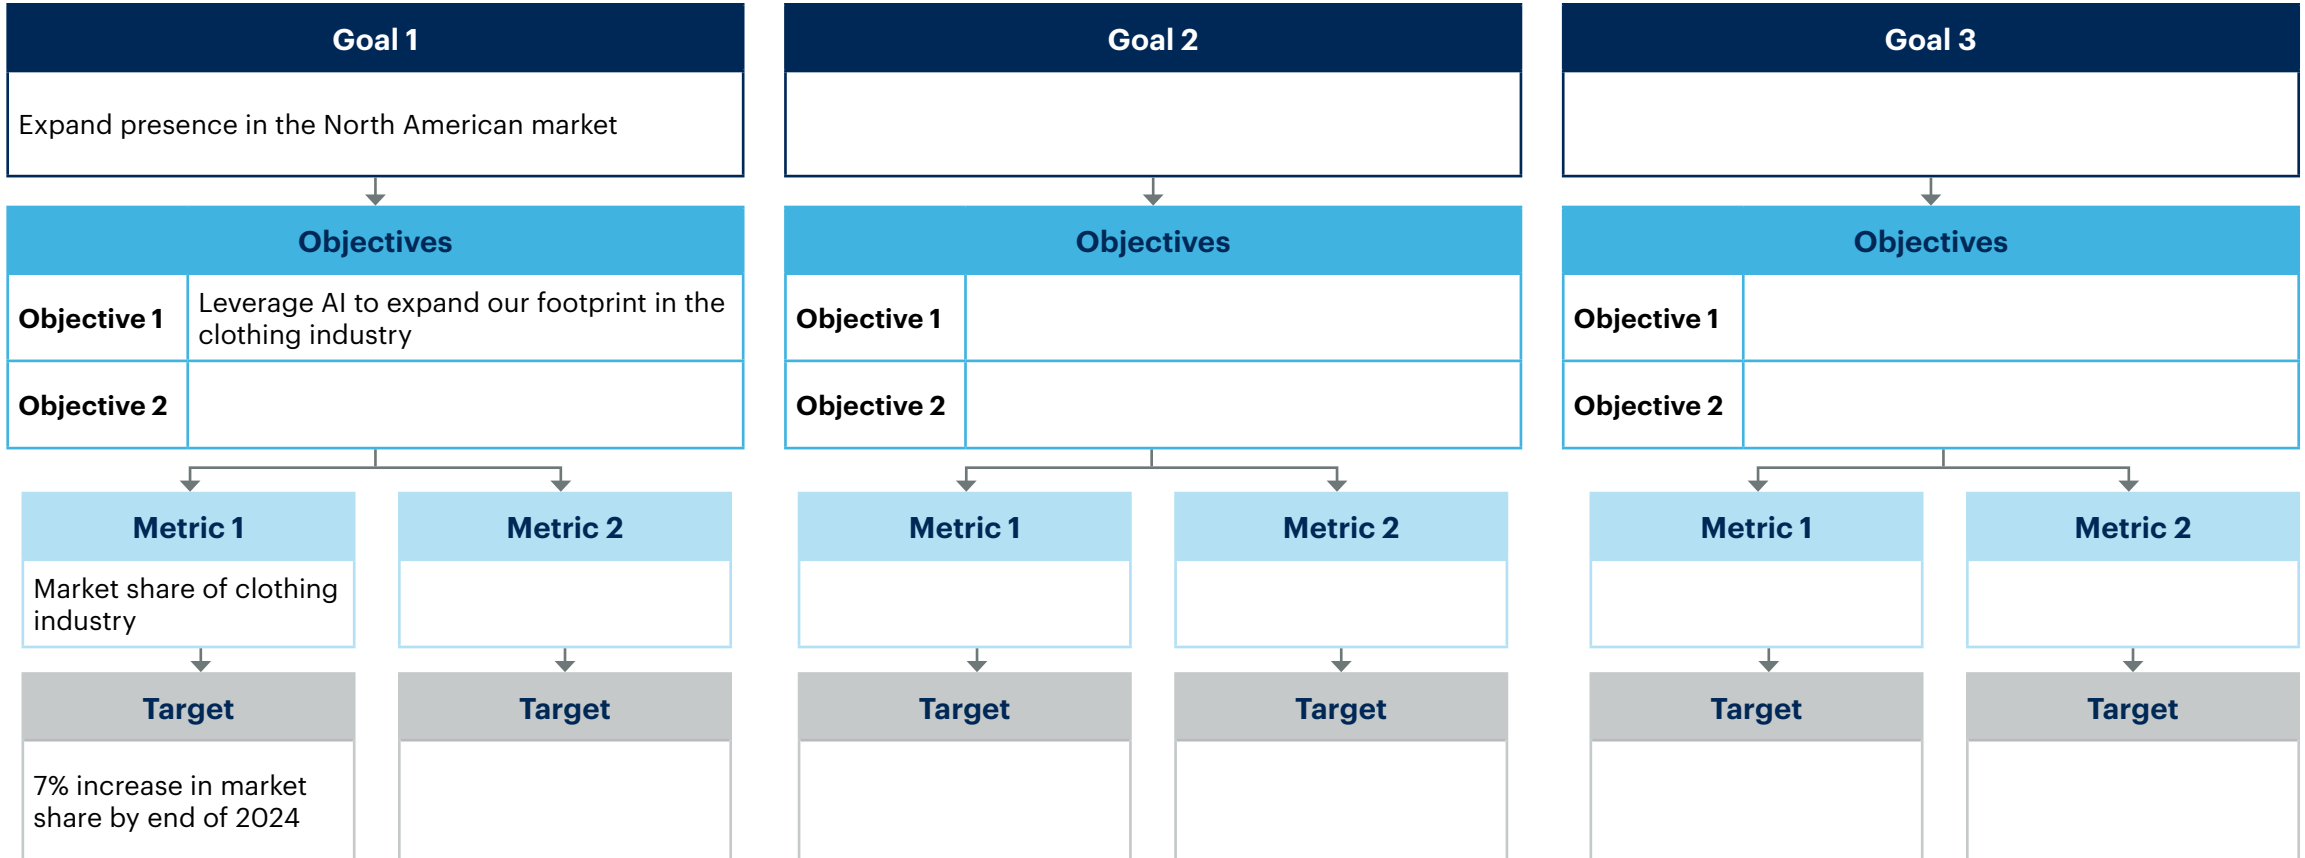 Goal 1
Goal 2
Goal 3
Expand presence in the North American market
Objectives
Objectives
Objectives
Objective 1
Leverage AI to expand our footprint in the
clothing industry
Objective 1
Objective 1
Objective 2
Objective 2
Objective 2
Metric 1
Metric 2
Metric 1
Metric 2
Metric 1
Metric 2
Market share of clothing
industry
Target
Target
Target
Target
Target
Target
7% increase in market
share by end of 2024